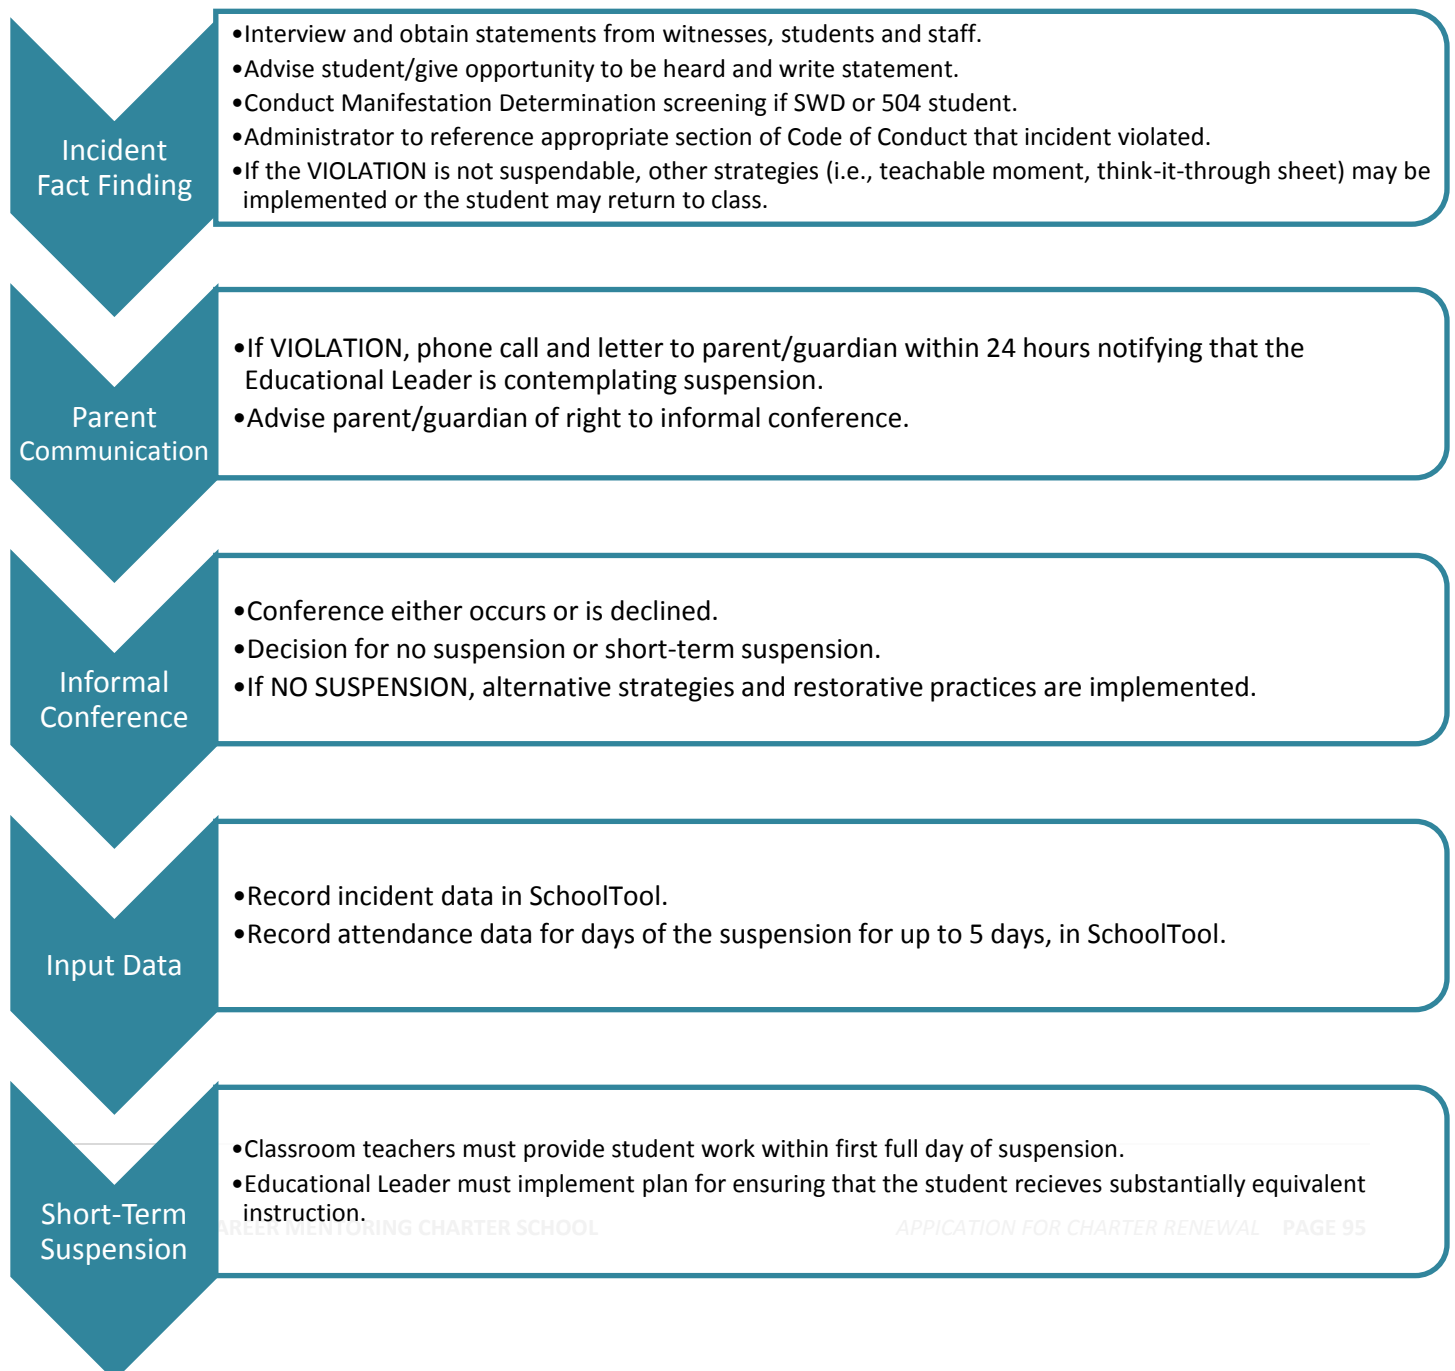 Incident
Fact Finding
•Interview and obtain statements from witnesses, students and staff.
•Advise student/give opportunity to be heard and write statement.
•Conduct Manifestation Determination screening if SWD or 504 student.
•Administrator to reference appropriate section of Code of Conduct that incident violated.
•If the VIOLATION is not suspendable, other strategies (i.e., teachable moment, think-it-through sheet) may be
implemented or the student may return to class.
Parent
Communication
•If VIOLATION, phone call and letter to parent/guardian within 24 hours notifying that the
Educational Leader is contemplating suspension.
•Advise parent/guardian of right to informal conference.
Informal
Conference
•Conference either occurs or is declined.
•Decision for no suspension or short-term suspension.
•If NO SUSPENSION, alternative strategies and restorative practices are implemented.
Input Data
•Record incident data in SchoolTool.
•Record attendance data for days of the suspension for up to 5 days, in SchoolTool.
Short-Term
Suspension
•Classroom teachers must provide student work within first full day of suspension.
•Educational Leader must implement plan for ensuring that the student recieves substantially equivalent
instruction.
AREER MENTORING CHARTER SCHOOL APPICATION FOR CHARTER RENEWAL PAGE 95